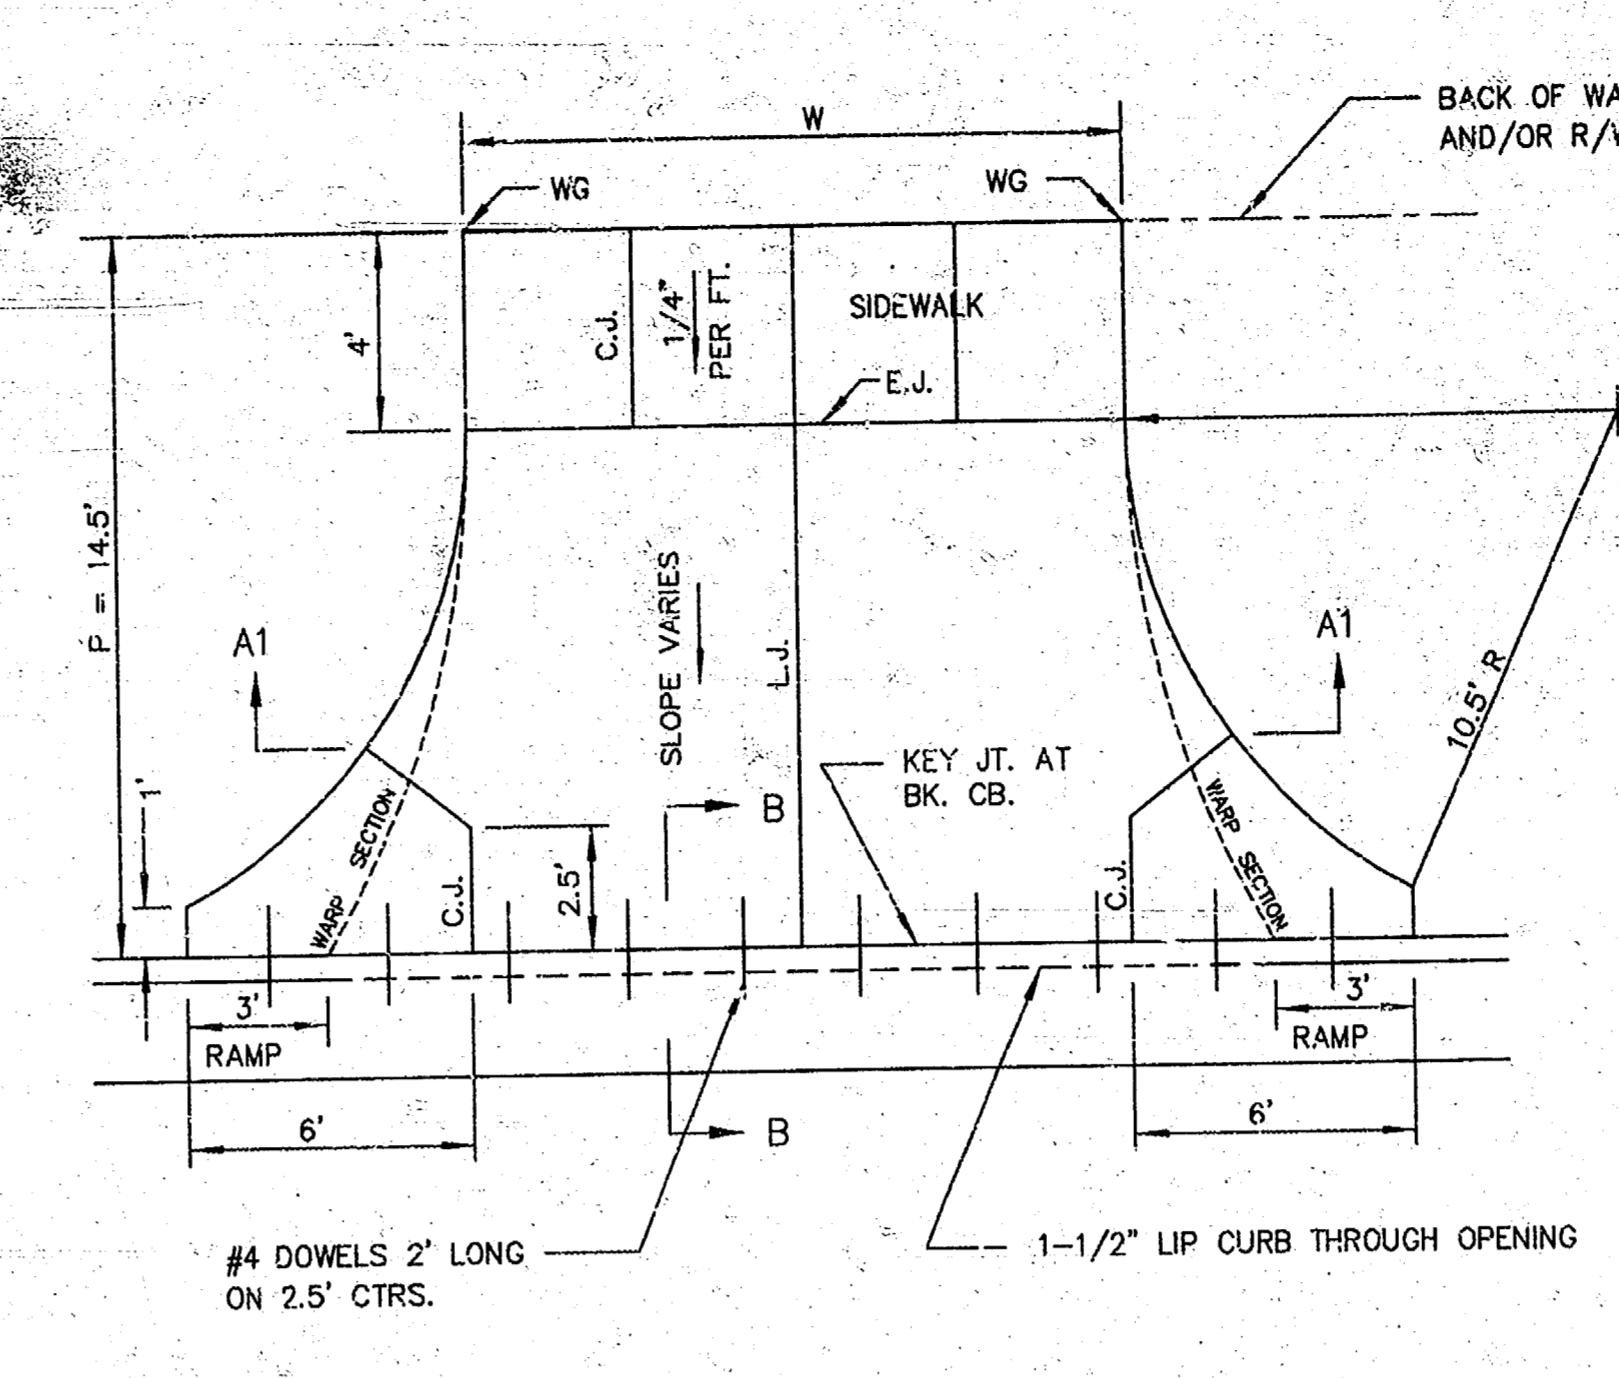 BACK OF WA
AND/OR R/W
W
WG
WG
4'
C.J.
1/4"
PER FT.
SIDEWALK
E.J.
P = 14.5'
A1
SLOPE VARIES
L.J.
A1
10.5' R
KEY JT. AT
BK. CB.
B
1'
WARP SECTION
C.J.
2.5'
C.J.
WARP SECTION
3'
RAMP
3'
RAMP
6'
B
6'
#4 DOWELS 2' LONG
ON 2.5' CTRS.
1-1/2" LIP CURB THROUGH OPENING